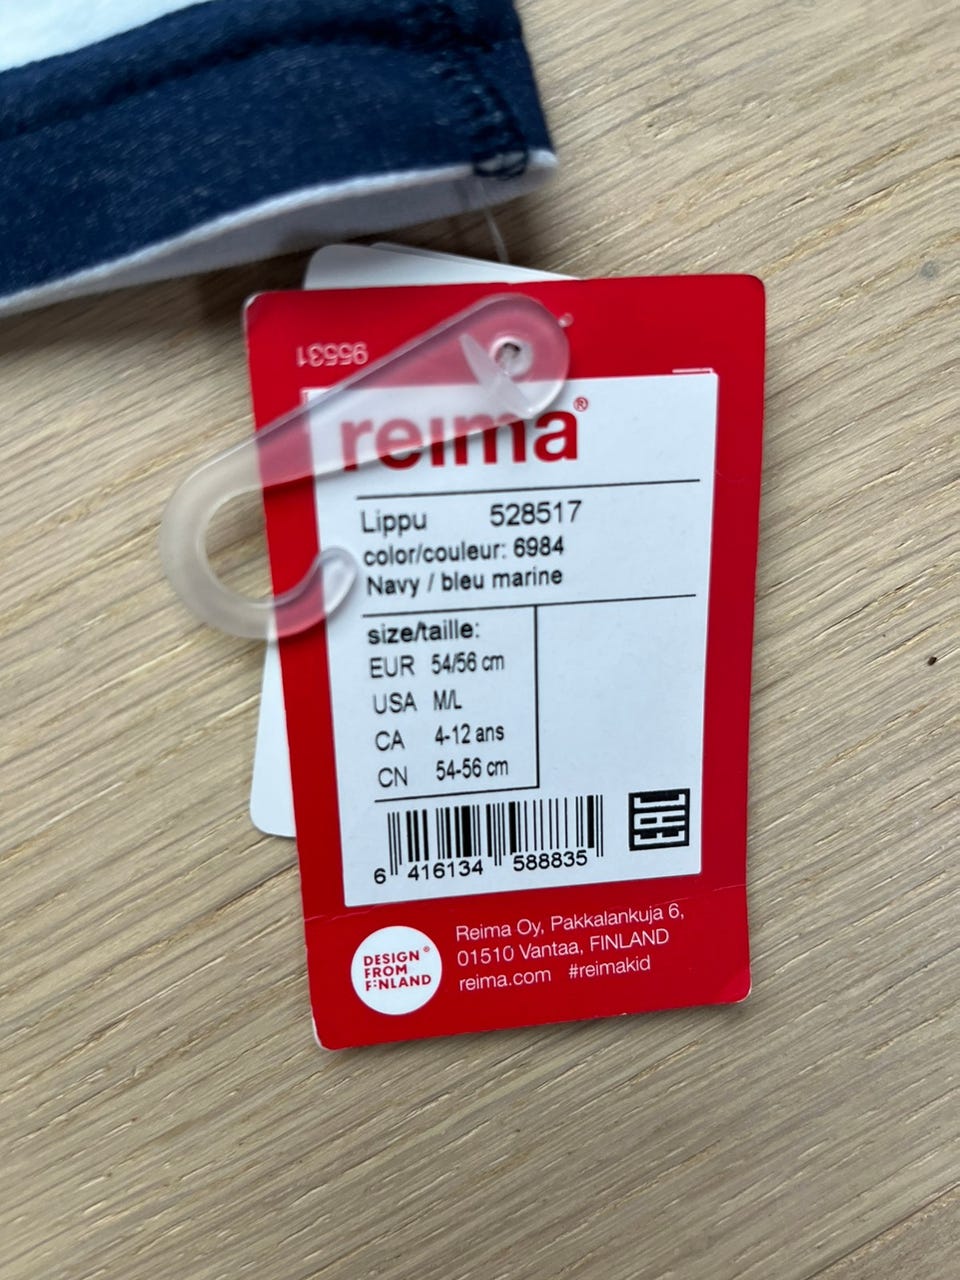 95531
reima®
Lippu 528517
color/couleur: 6984
Navy / bleu marine
size/taille:
EUR 54/56 cm
USA M/L
CA 4-12 ans
CN 54-56 cm
6 416134 588835
EAC
DESIGN®
FROM
FINLAND
Reima Oy, Pakkalankuja 6,
01510 Vantaa, FINLAND
reima.com #reimakid